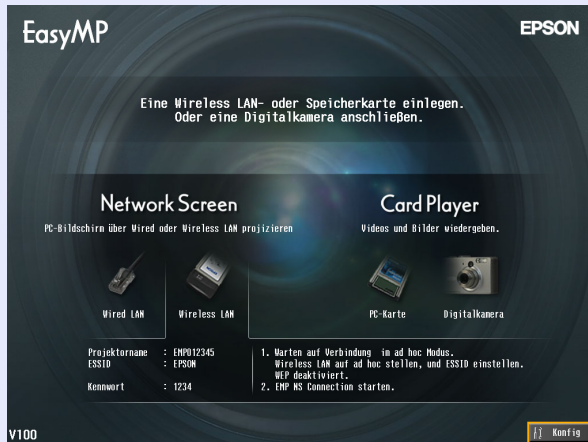 EasyMP
EPSON
Eine Wireless LAN- oder Speicherkarte einlegen.
Oder eine Digitalkamera anschließen.
Network Screen
PC-Bildschirm über Wired oder Wireless LAN projizieren
Wired LAN
Wireless LAN
Card Player
Videos und Bilder wiedergeben.
PC-Karte
Digitalkamera
Projektorname : EMP012345
ESSID : EPSON
Kennwort : 1234
1. Warten auf Verbindung im ad hoc Modus.
Wireless LAN auf ad hoc stellen, und ESSID einstellen.
WEP deaktiviert.
2. EMP NS Connection starten.
V100
Konfig